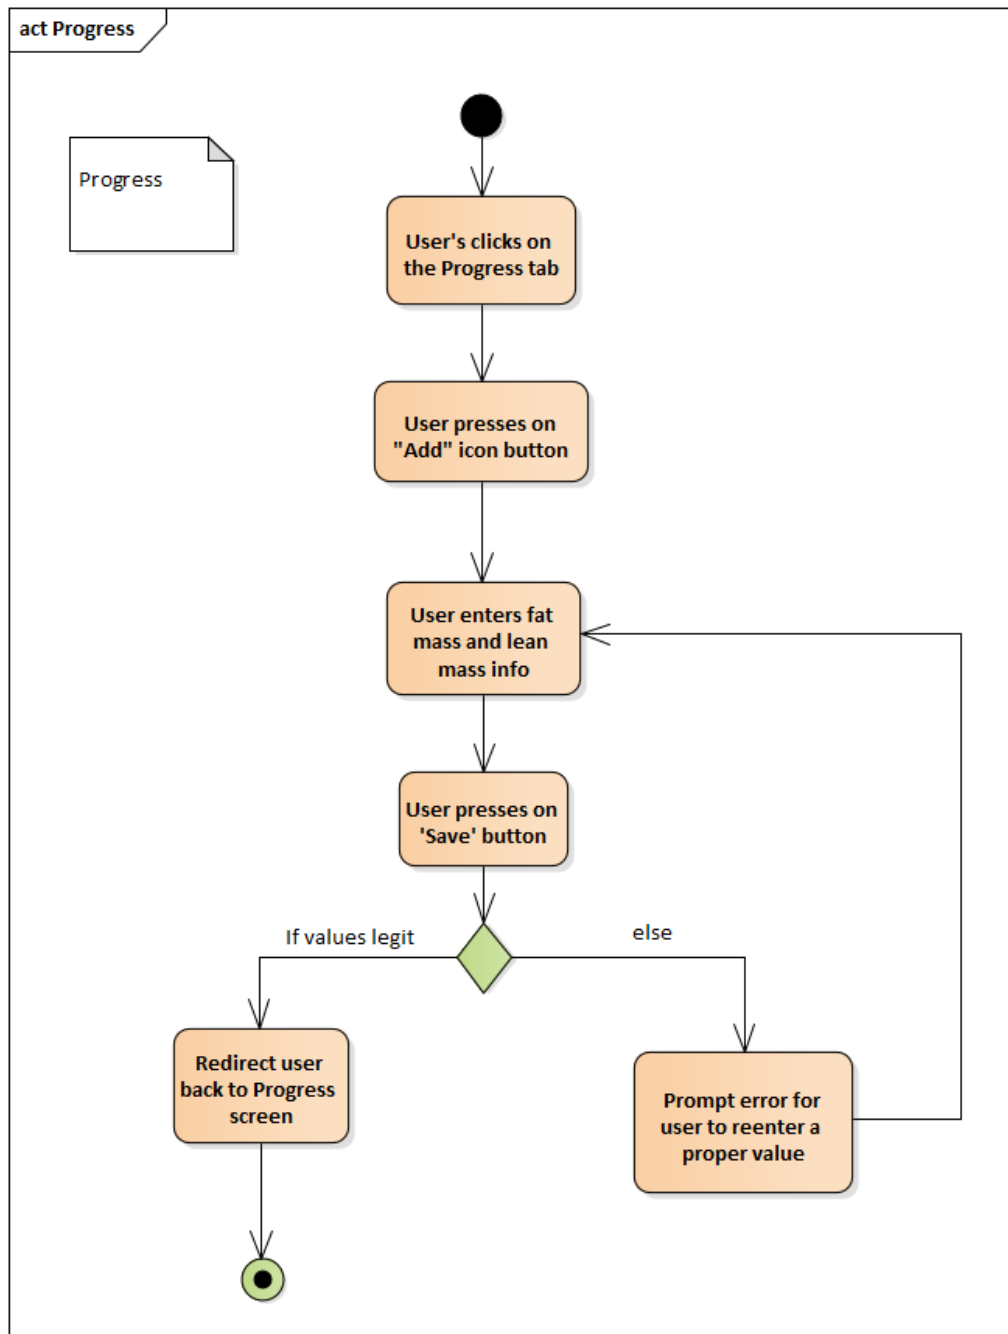 act Progress
Progress
User's clicks on
the Progress tab
User presses on
"Add" icon button
User enters fat
mass and lean
mass info
User presses on
'Save' button
If values legit
else
Redirect user
back to Progress
screen
Prompt error for
user to reenter a
proper value